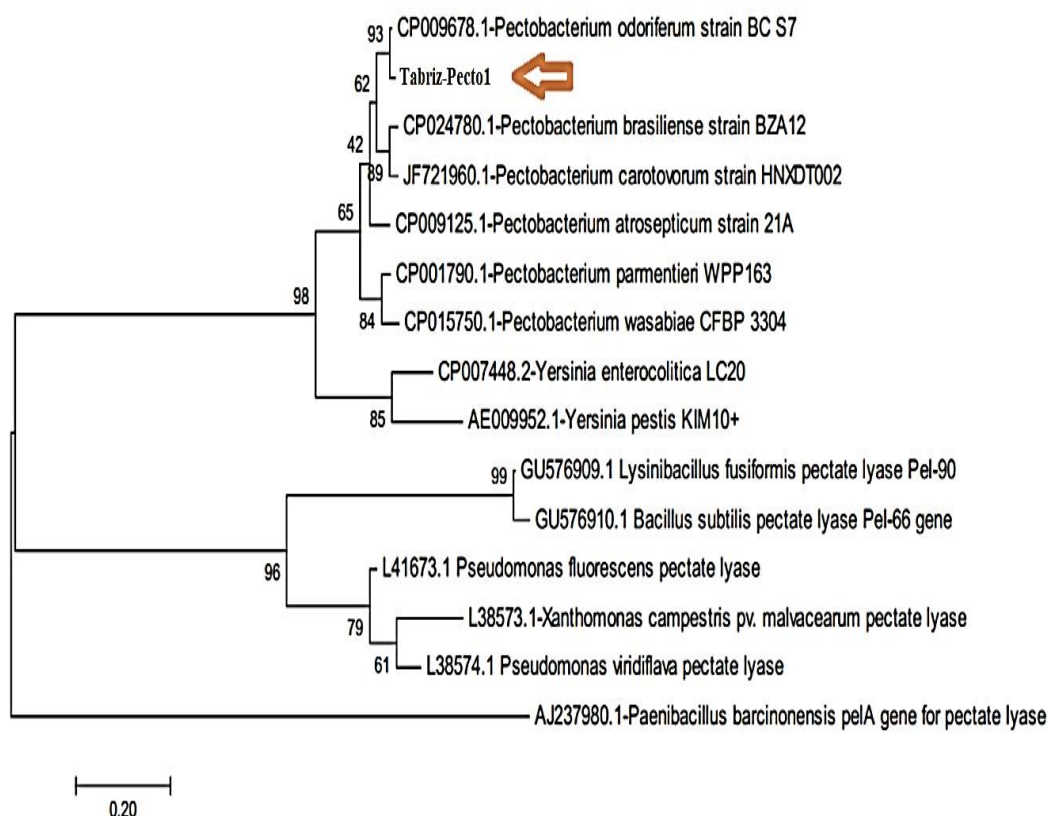 93
CP009678.1-Pectobacterium odoriferum strain BC S7
Tabriz-Pecto1
62
CP024780.1-Pectobacterium brasiliense strain BZA12
42
89
JF721960.1-Pectobacterium carotovorum strain HNXDT002
65
CP009125.1-Pectobacterium atrosepticum strain 21A
CP001790.1-Pectobacterium parmentieri WPP163
98
84
CP015750.1-Pectobacterium wasabiae CFBP 3304
CP007448.2-Yersinia enterocolitica LC20
85
AE009952.1-Yersinia pestis KIM10+
99
GU576909.1 Lysinibacillus fusiformis pectate lyase Pel-90
GU576910.1 Bacillus subtilis pectate lyase Pel-66 gene
96
L41673.1 Pseudomonas fluorescens pectate lyase
79
L38573.1-Xanthomonas campestris pv. malvacearum pectate lyase
61
L38574.1 Pseudomonas viridiflava pectate lyase
AJ237980.1-Paenibacillus barcinonensis pelA gene for pectate lyase
0.20